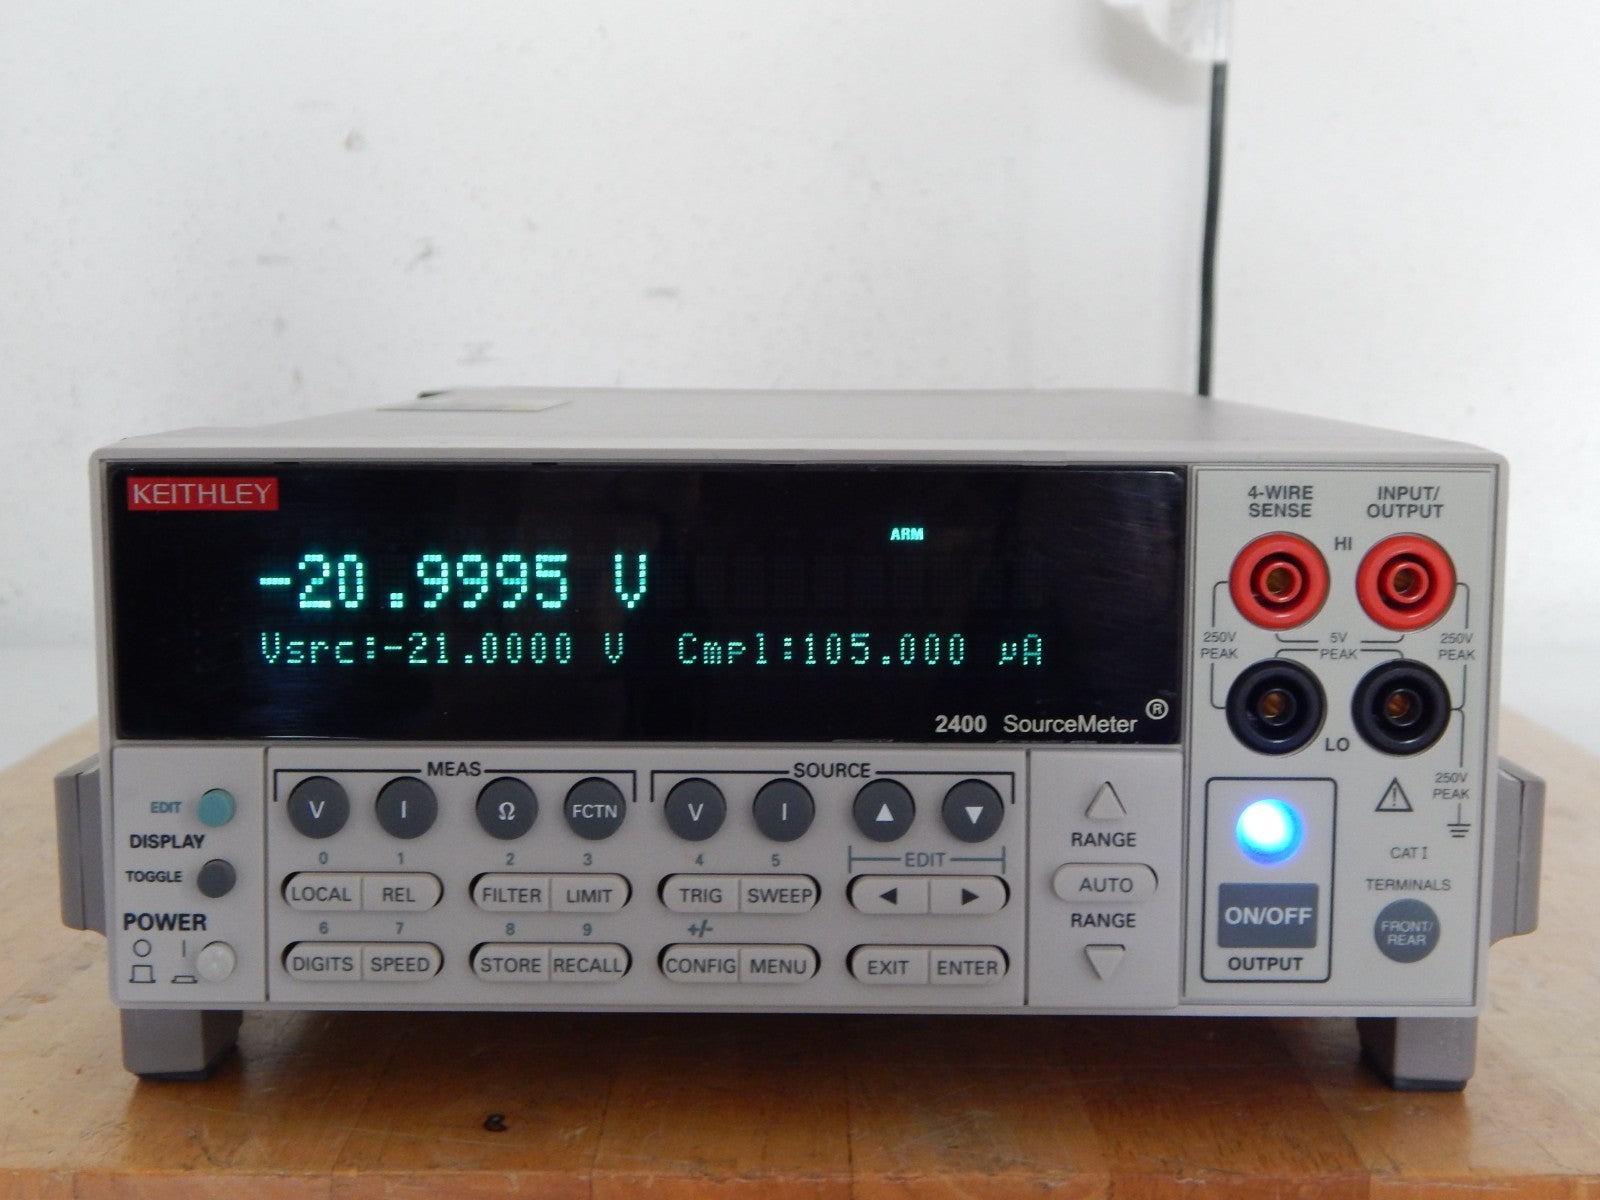 KEITHLEY
ARM
-20.9995 V
Vsrc:-21.0000 V Cmpl:105.000 µA
2400 SourceMeter®
4-WIRE SENSE
INPUT/OUTPUT
HI
250V PEAK
5V PEAK
250V PEAK
LO
250V PEAK
CAT I
TERMINALS
FRONT/REAR
ON/OFF
OUTPUT
EDIT
DISPLAY
TOGGLE
POWER
MEAS
V I Ω FCTN
0 1 2 3
LOCAL REL FILTER LIMIT
6 7 8 9
DIGITS SPEED STORE RECALL
SOURCE
V I ▲ ▼
4 5 EDIT
TRIG SWEEP ◀ ▶
+/-
CONFIG MENU EXIT ENTER
RANGE
AUTO
RANGE